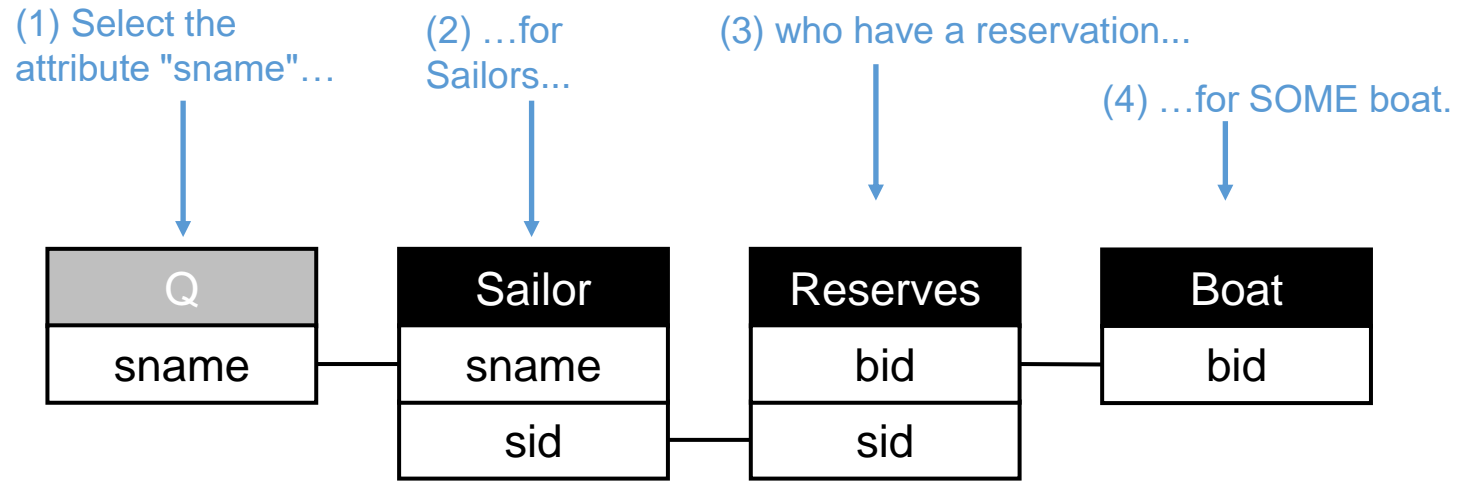 (1) Select the
attribute "sname"…
(2) …for
Sailors...
(3) who have a reservation...
(4) …for SOME boat.
Q
sname
Sailor
sname
sid
Reserves
bid
sid
Boat
bid